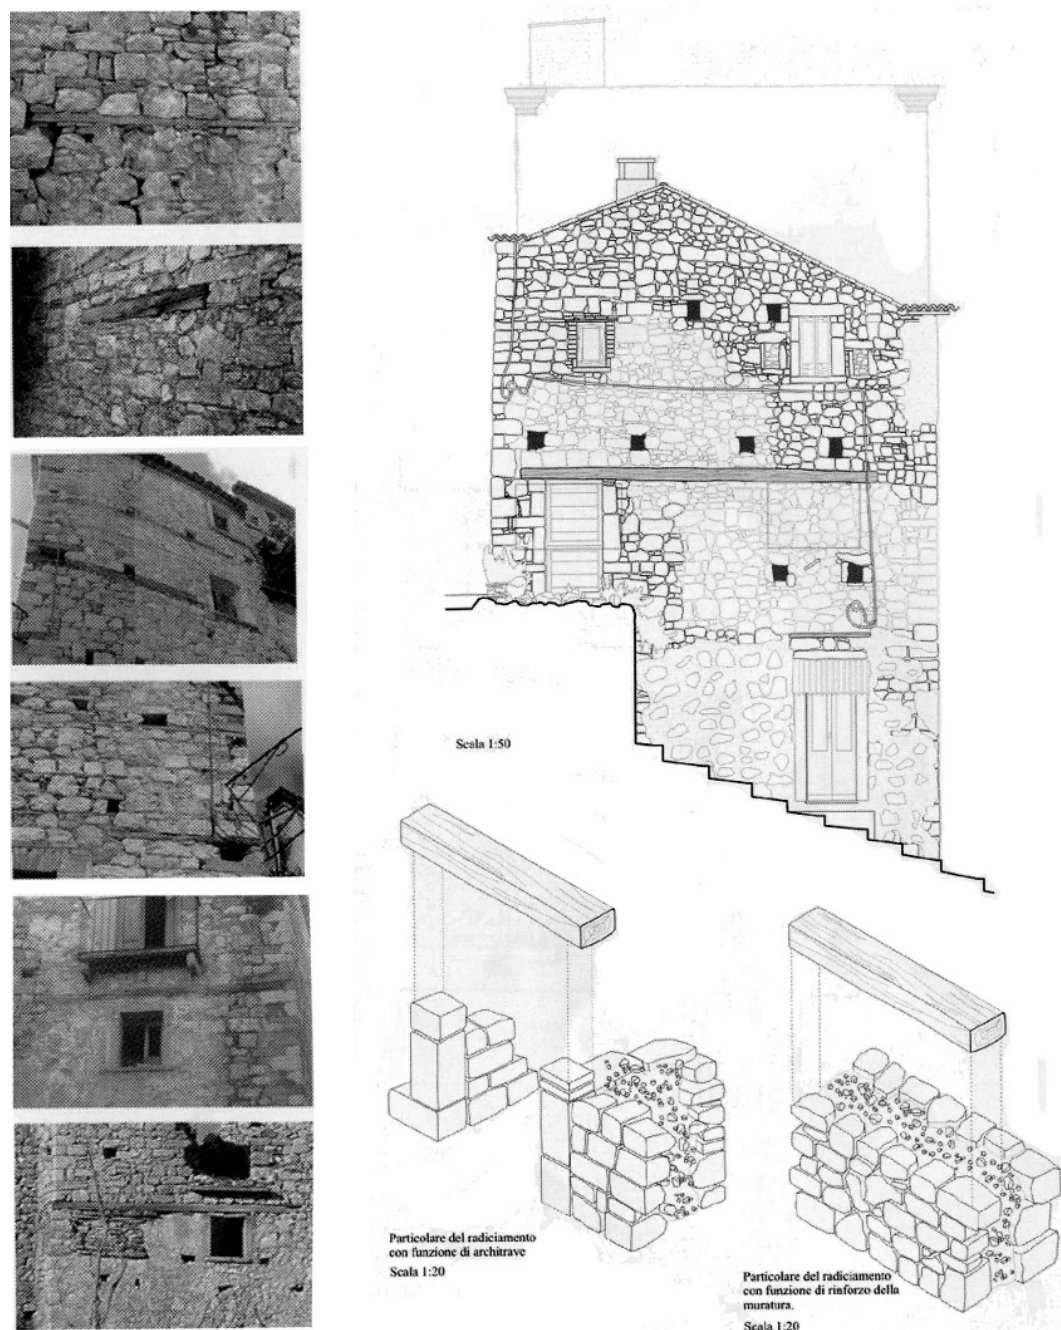 Scala 1:50
Particolare del radiciamento
con funzione di architrave
Scala 1:20
Particolare del radiciamento
con funzione di rinforzo della
muratura.
Scala 1:20